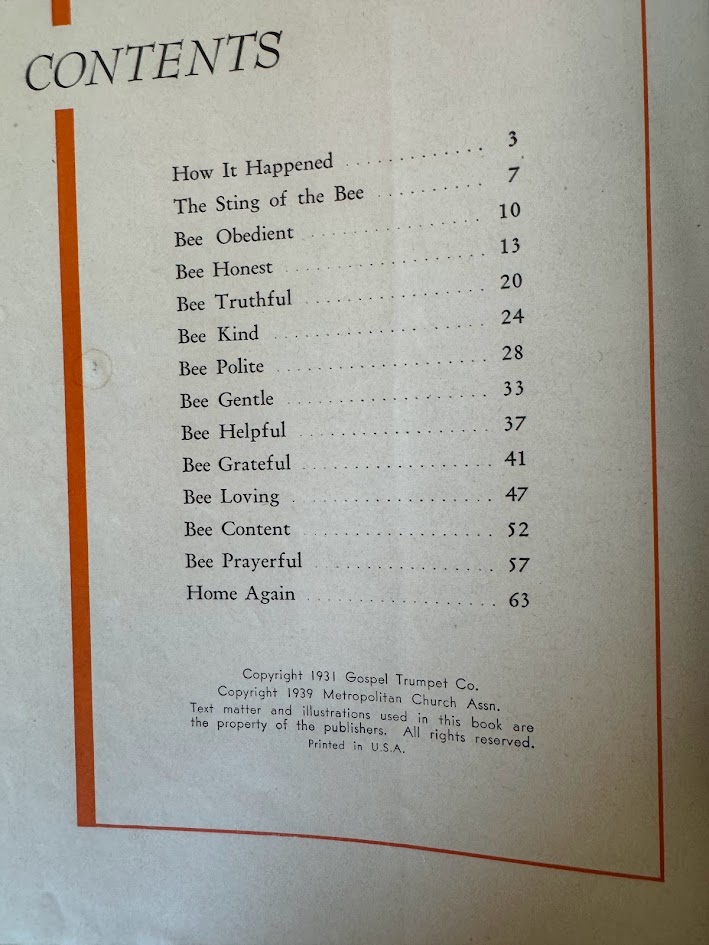 CONTENTS
How It Happened . . . . . . . . . . . . 3
The Sting of the Bee . . . . . . . . . 7
Bee Obedient . . . . . . . . . . . . . . . 10
Bee Honest . . . . . . . . . . . . . . . . . 13
Bee Truthful . . . . . . . . . . . . . . . . 20
Bee Kind . . . . . . . . . . . . . . . . . . . 24
Bee Polite . . . . . . . . . . . . . . . . . . 28
Bee Gentle . . . . . . . . . . . . . . . . . 33
Bee Helpful . . . . . . . . . . . . . . . . 37
Bee Grateful . . . . . . . . . . . . . . . . 41
Bee Loving . . . . . . . . . . . . . . . . . 47
Bee Content . . . . . . . . . . . . . . . . 52
Bee Prayerful . . . . . . . . . . . . . . . 57
Home Again . . . . . . . . . . . . . . . . 63
Copyright 1931 Gospel Trumpet Co.
Copyright 1939 Metropolitan Church Assn.
Text matter and illustrations used in this book are
the property of the publishers. All rights reserved.
Printed in U.S.A.